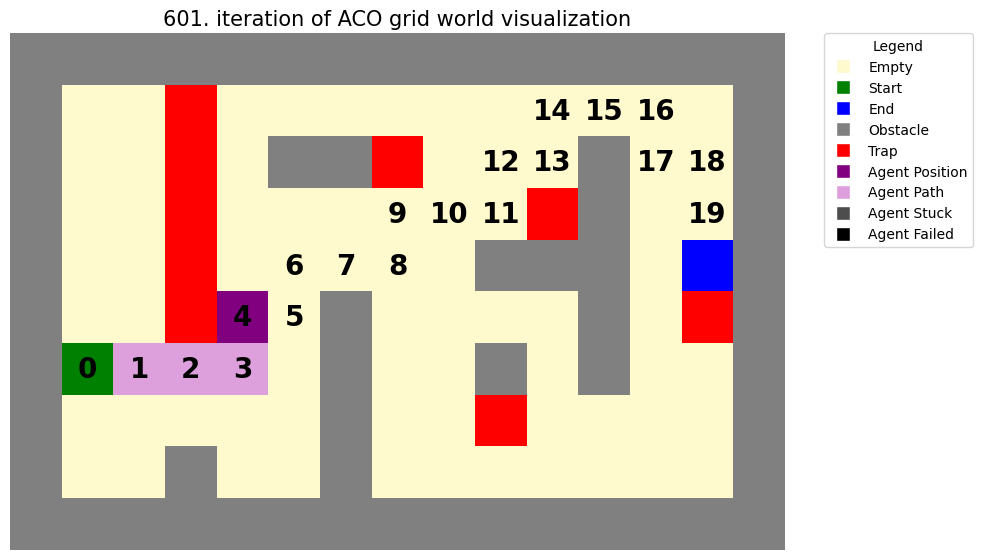 601. iteration of ACO grid world visualization
Legend
Empty
Start
End
Obstacle
Trap
Agent Position
Agent Path
Agent Stuck
Agent Failed
14 15 16
12 13 17 18
9 10 11 19
6 7 8
4 5
0 1 2 3